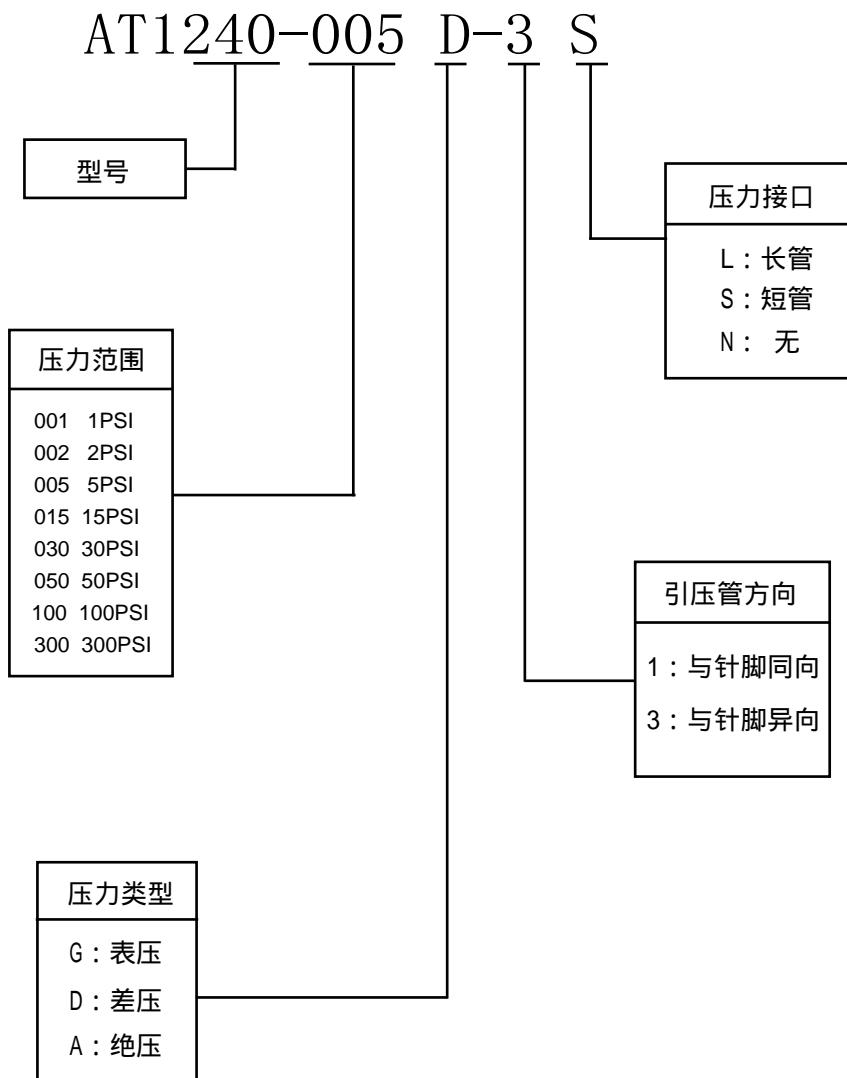 AT1240-005 D-3 S
型号
压力接口
L：长管
S：短管
N： 无
压力范围
001 1PSI
002 2PSI
005 5PSI
015 15PSI
030 30PSI
050 50PSI
100 100PSI
300 300PSI
引压管方向
1：与针脚同向
3：与针脚异向
压力类型
G：表压
D：差压
A：绝压